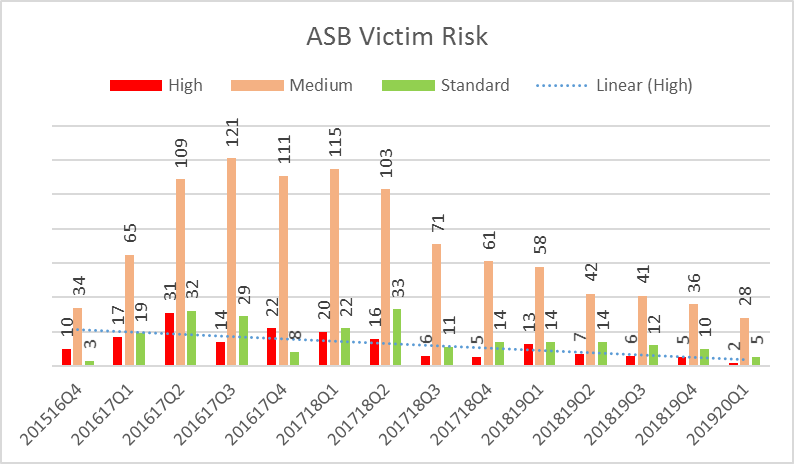 ASB Victim Risk
High Medium Standard Linear (High)
10 34 3
17 65 19
31 109 32
14 121 29
22 111 8
20 115 22
16 103 33
6 71 11
5 61 14
13 58 14
7 42 14
6 41 12
5 36 10
2 28 5
201516Q4 201617Q1 201617Q2 201617Q3 201617Q4 201718Q1 201718Q2 201718Q3 201718Q4 201819Q1 201819Q2 201819Q3 201819Q4 201920Q1